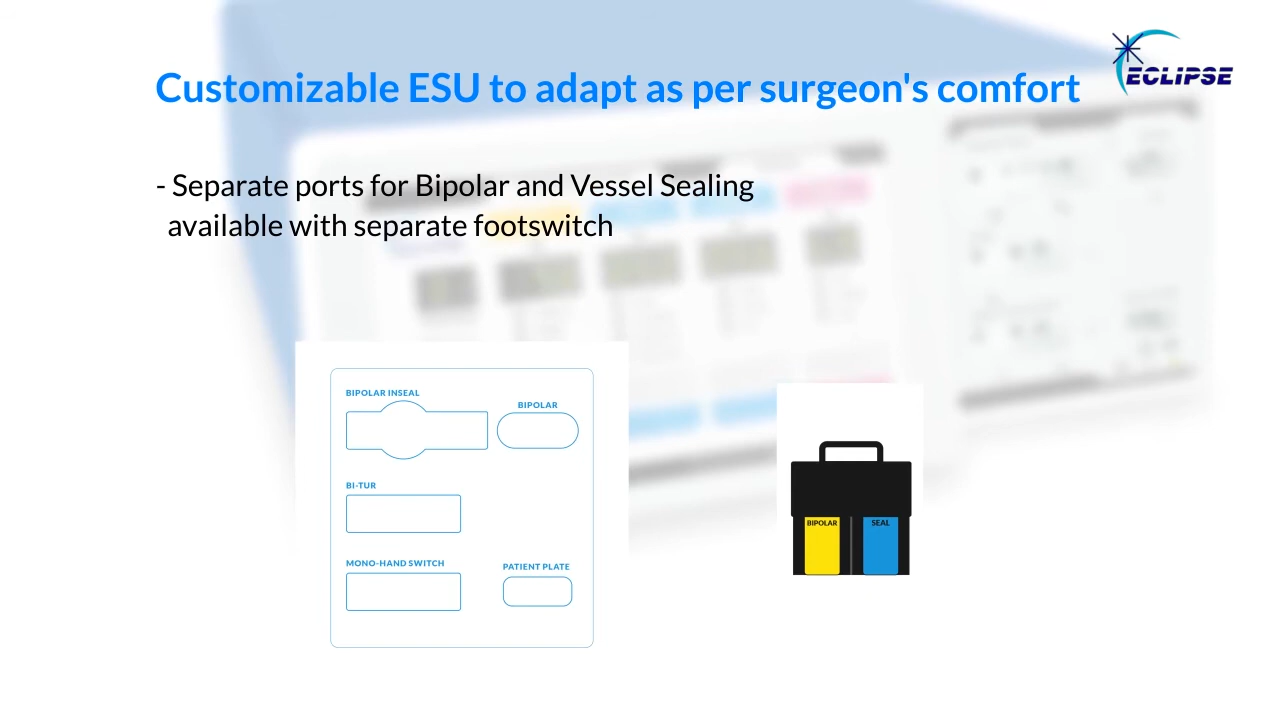 ECLIPSE
Customizable ESU to adapt as per surgeon's comfort
- Separate ports for Bipolar and Vessel Sealing
available with separate footswitch
BIPOLAR INSEAL
BIPOLAR
BI-TUR
MONO-HAND SWITCH
PATIENT PLATE
BIPOLAR
SEAL